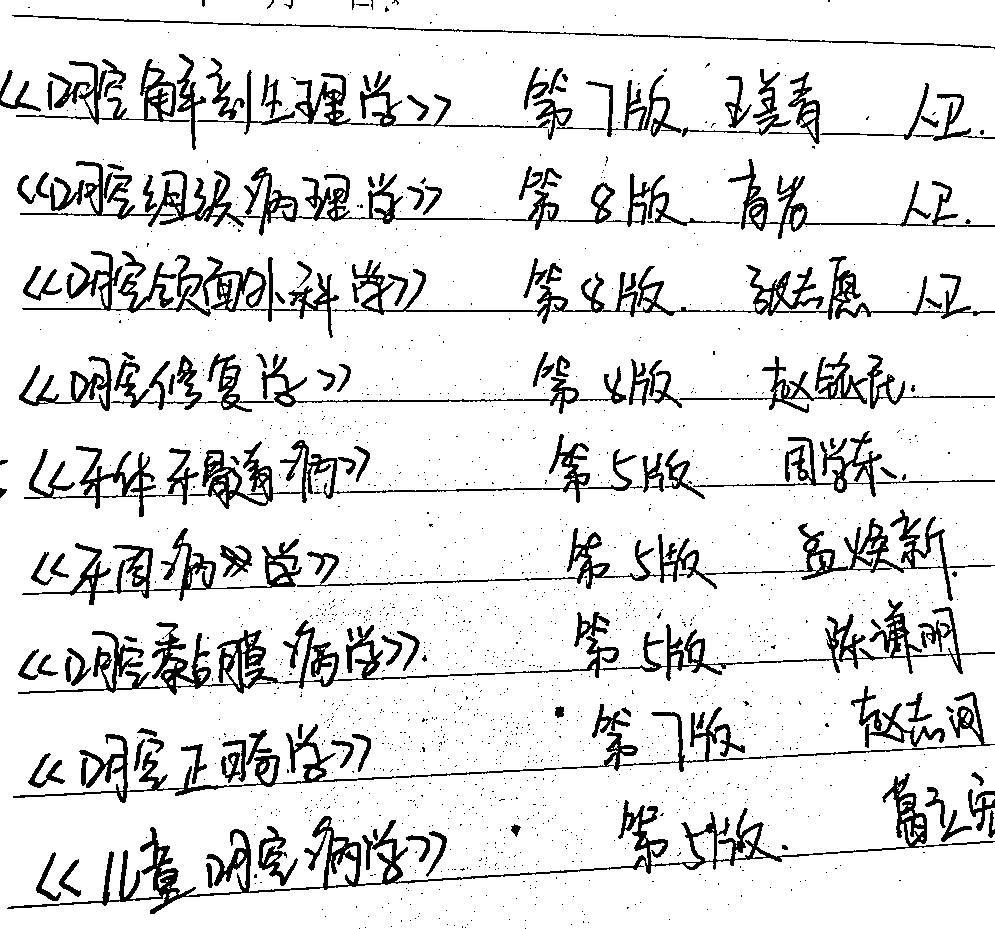 《口腔解剖生理学》 第7版. 王美青 人卫.
《口腔组织病理学》 第8版. 高岩 人卫.
《口腔颌面外科学》 第8版. 张志愿 人卫.
《口腔修复学》 第8版 赵铱民.
《牙体牙髓病》 第5版 周学东.
《牙周病学》 第5版 孟焕新.
《口腔黏膜病学》. 第5版. 陈谦明
《口腔正畸学》 第7版 赵志河
《儿童口腔病学》 第5版. 葛立宏